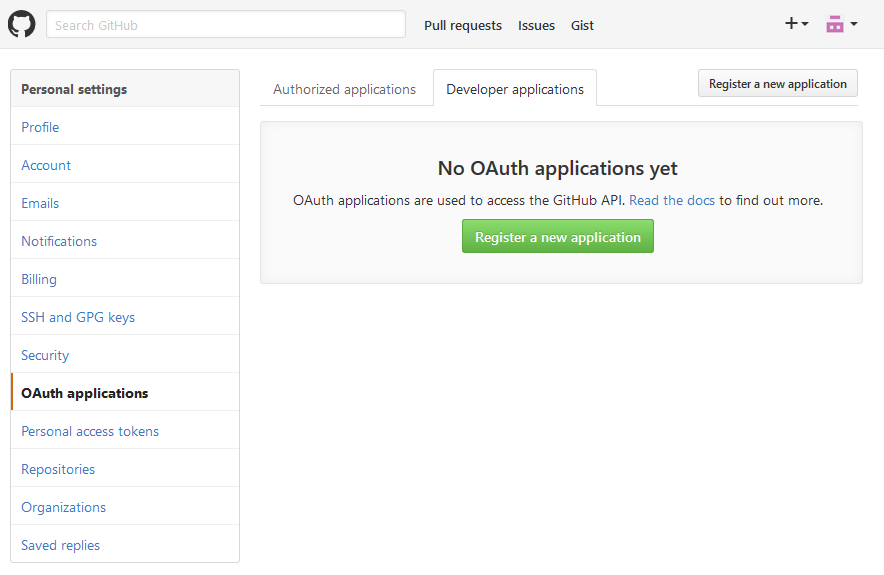 Search GitHub
Pull requests
Issues
Gist
Personal settings
Profile
Account
Emails
Notifications
Billing
SSH and GPG keys
Security
OAuth applications
Personal access tokens
Repositories
Organizations
Saved replies
Authorized applications
Developer applications
Register a new application
No OAuth applications yet
OAuth applications are used to access the GitHub API. Read the docs to find out more.
Register a new application